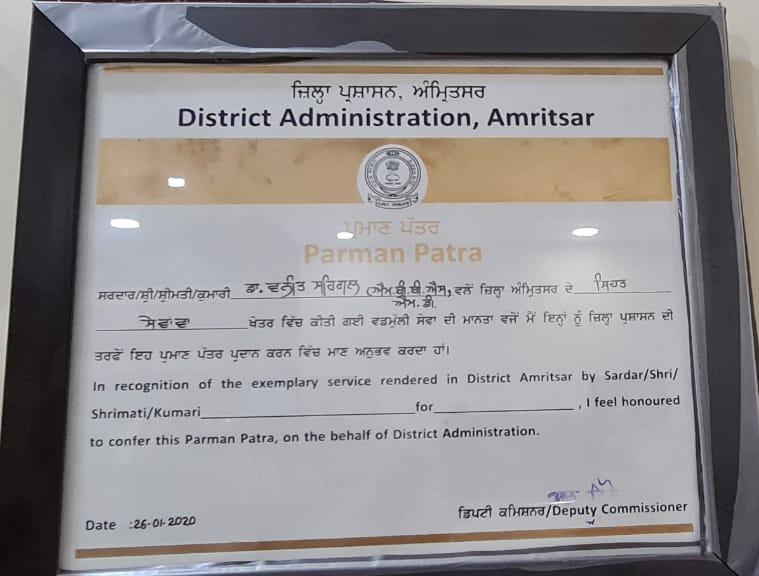 ਜ਼ਿਲ੍ਹਾ ਪ੍ਰਸ਼ਾਸਨ, ਅੰਮ੍ਰਿਤਸਰ
District Administration, Amritsar
ਪ੍ਰਮਾਣ ਪੱਤਰ
Parman Patra
ਸਰਦਾਰ/ਸ਼੍ਰੀ/ਸ਼੍ਰੀਮਤੀ/ਕੁਮਾਰੀ ਡਾ. ਵਨੀਤ ਸਹਿਗਲ (ਐਮ.ਬੀ.ਬੀ.ਐਸ, ਵਲੋਂ ਜ਼ਿਲ੍ਹਾ ਅੰਮ੍ਰਿਤਸਰ ਦੇ ਸਿਹਤ
ਐਮ.ਡੀ.
ਸੇਵਾਵਾਂ ਖੇਤਰ ਵਿੱਚ ਕੀਤੀ ਗਈ ਵਡਮੁੱਲੀ ਸੇਵਾ ਦੀ ਮਾਨਤਾ ਵਜੋਂ ਮੈਂ ਇਨ੍ਹਾਂ ਨੂੰ ਜ਼ਿਲ੍ਹਾ ਪ੍ਰਸ਼ਾਸਨ ਦੀ
ਤਰਫੋਂ ਇਹ ਪ੍ਰਮਾਣ ਪੱਤਰ ਪ੍ਰਦਾਨ ਕਰਨ ਵਿੱਚ ਮਾਣ ਅਨੁਭਵ ਕਰਦਾ ਹਾਂ।
In recognition of the exemplary service rendered in District Amritsar by Sardar/Shri/
Shrimati/Kumari____________for____________, I feel honoured
to confer this Parman Patra, on the behalf of District Administration.
Date :26-01-2020
ਡਿਪਟੀ ਕਮਿਸ਼ਨਰ/Deputy Commissioner